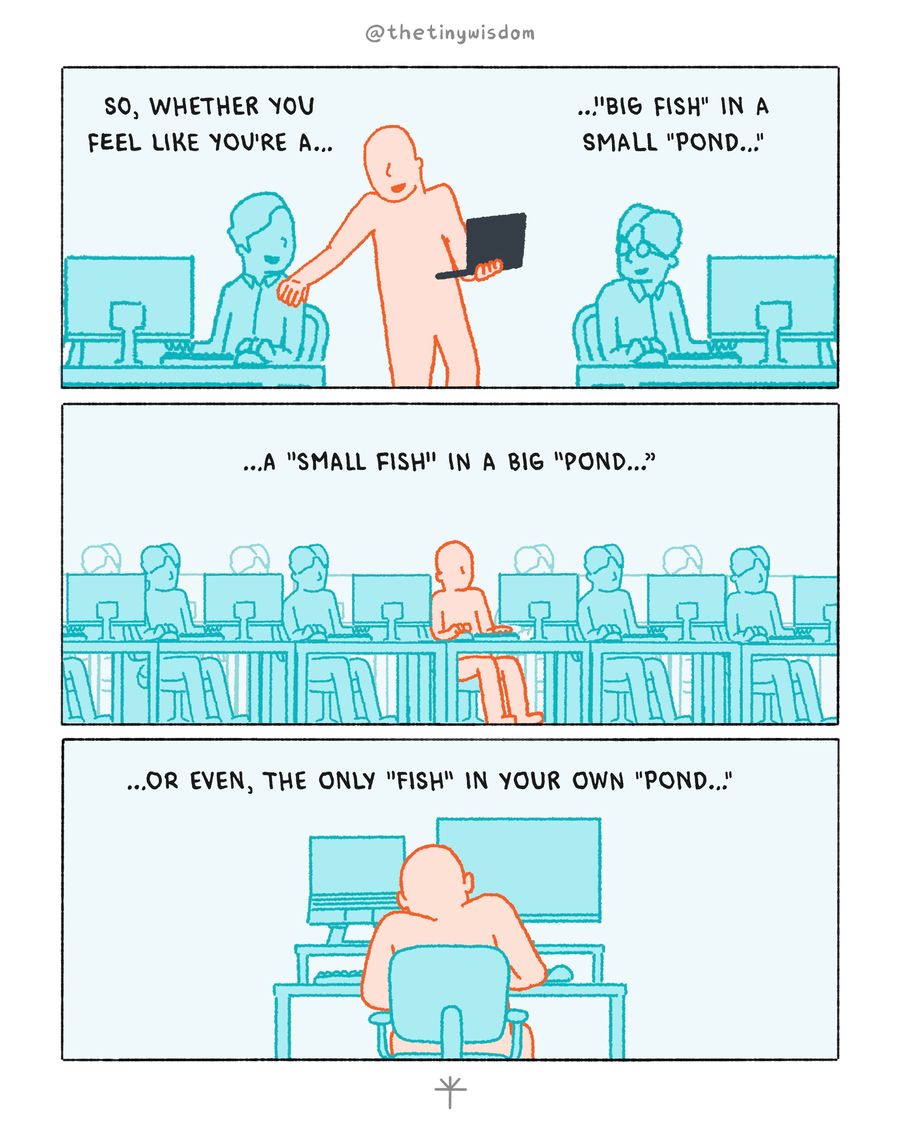 @thetinywisdom
SO, WHETHER YOU
FEEL LIKE YOU'RE A...
..."BIG FISH" IN A
SMALL "POND..."
...A "SMALL FISH" IN A BIG "POND...”
...OR EVEN, THE ONLY "FISH" IN YOUR OWN "POND..."